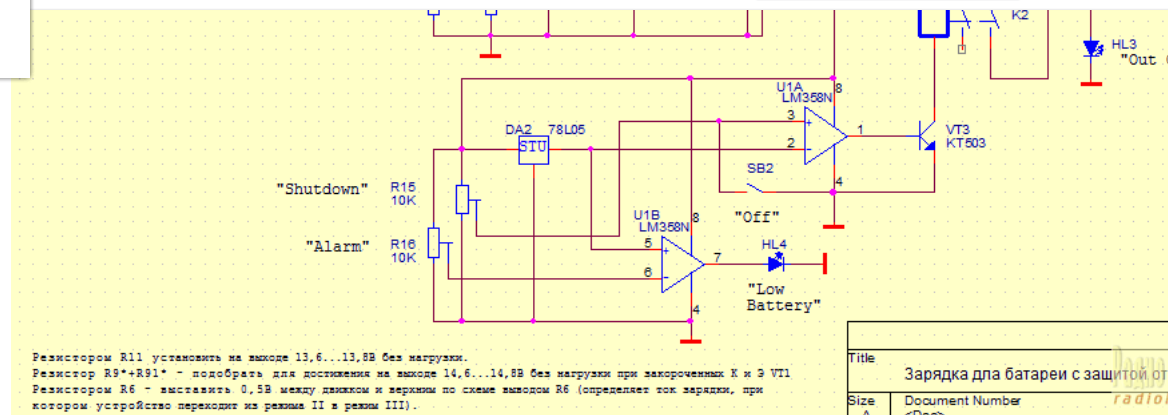 K2
HL3
"Out
U1A
LM358N
8
3
+
1
2
-
VT3
KT503
4
DA2 78L05
STU
SB2
"Off"
"Shutdown"
R15
10K
"Alarm"
R16
10K
U1B
LM358N
8
5
+
7
6
-
4
HL4
"Low
Battery"
Резистором R11 установить на выходе 13,6...13,8В без нагрузки.
Резистор R9*+R91* - подобрать для достижения на выходе 14,6...14,8В без нагрузки при закороченных К и Э VT1
Резистором R6 - выставить 0,5В между движком и верхним по схеме выводом R6 (определяет ток зарядки, при
котором устройство переходит из режима II в режим III).
Title
Зарядка для батареи с защитой от
Size
Document Number
A
<Doc>
Радио
radio